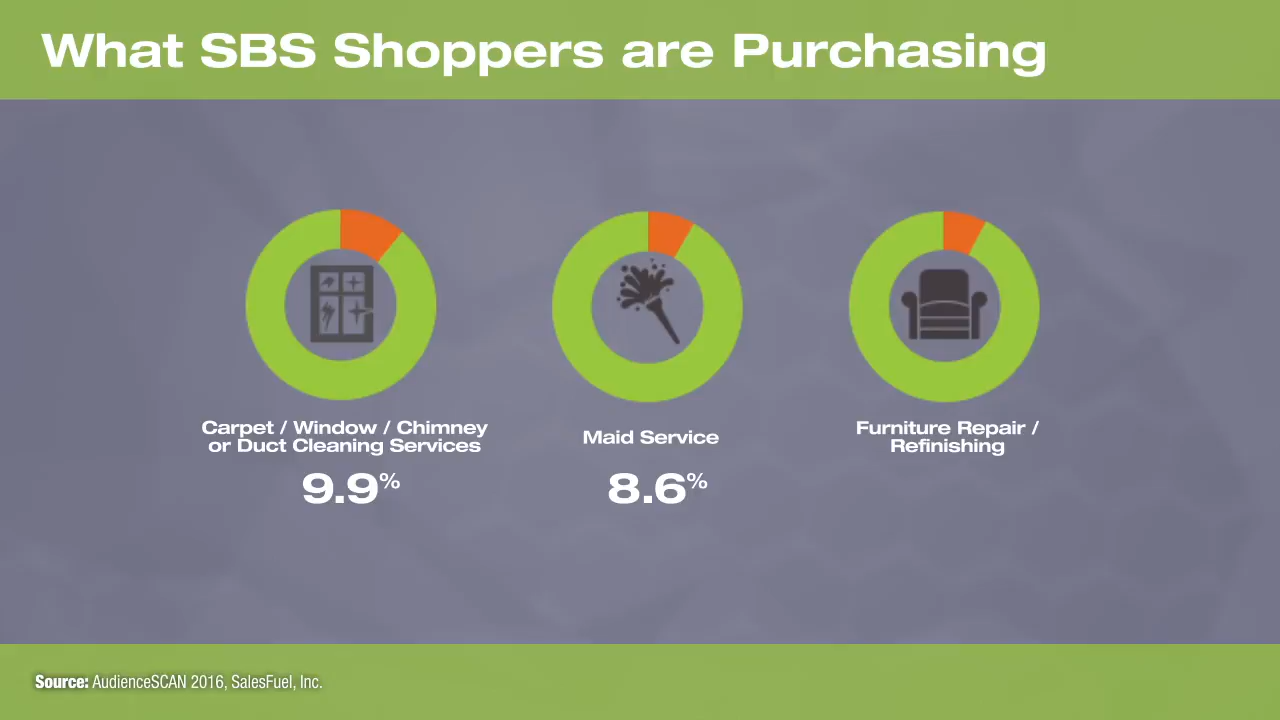 What SBS Shoppers are Purchasing
Carpet / Window / Chimney
or Duct Cleaning Services
9.9%
Maid Service
8.6%
Furniture Repair /
Refinishing
Source: AudienceSCAN 2016, SalesFuel, Inc.